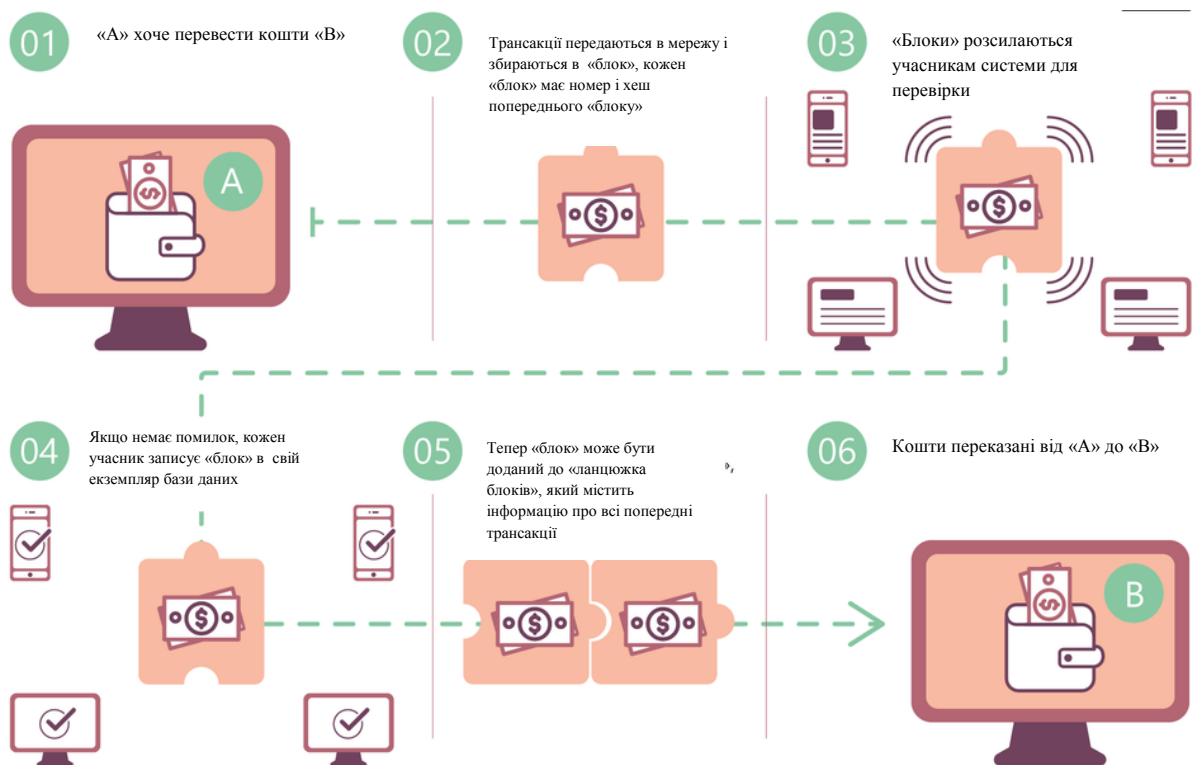 01
«А» хоче перевести кошти «В»
02
Трансакції передаються в мережу і
збираються в «блок», кожен
«блок» має номер і хеш
попереднього «блоку»
03
«Блоки» розсилаються
учасникам системи для
перевірки
A
04
Якщо немає помилок, кожен
учасник записує «блок» в свій
екземпляр бази даних
05
Тепер «блок» може бути
доданий до «ланцюжка
блоків», який містить
інформацію про всі попередні
трансакції
06
Кошти переказані від «А» до «В»
B